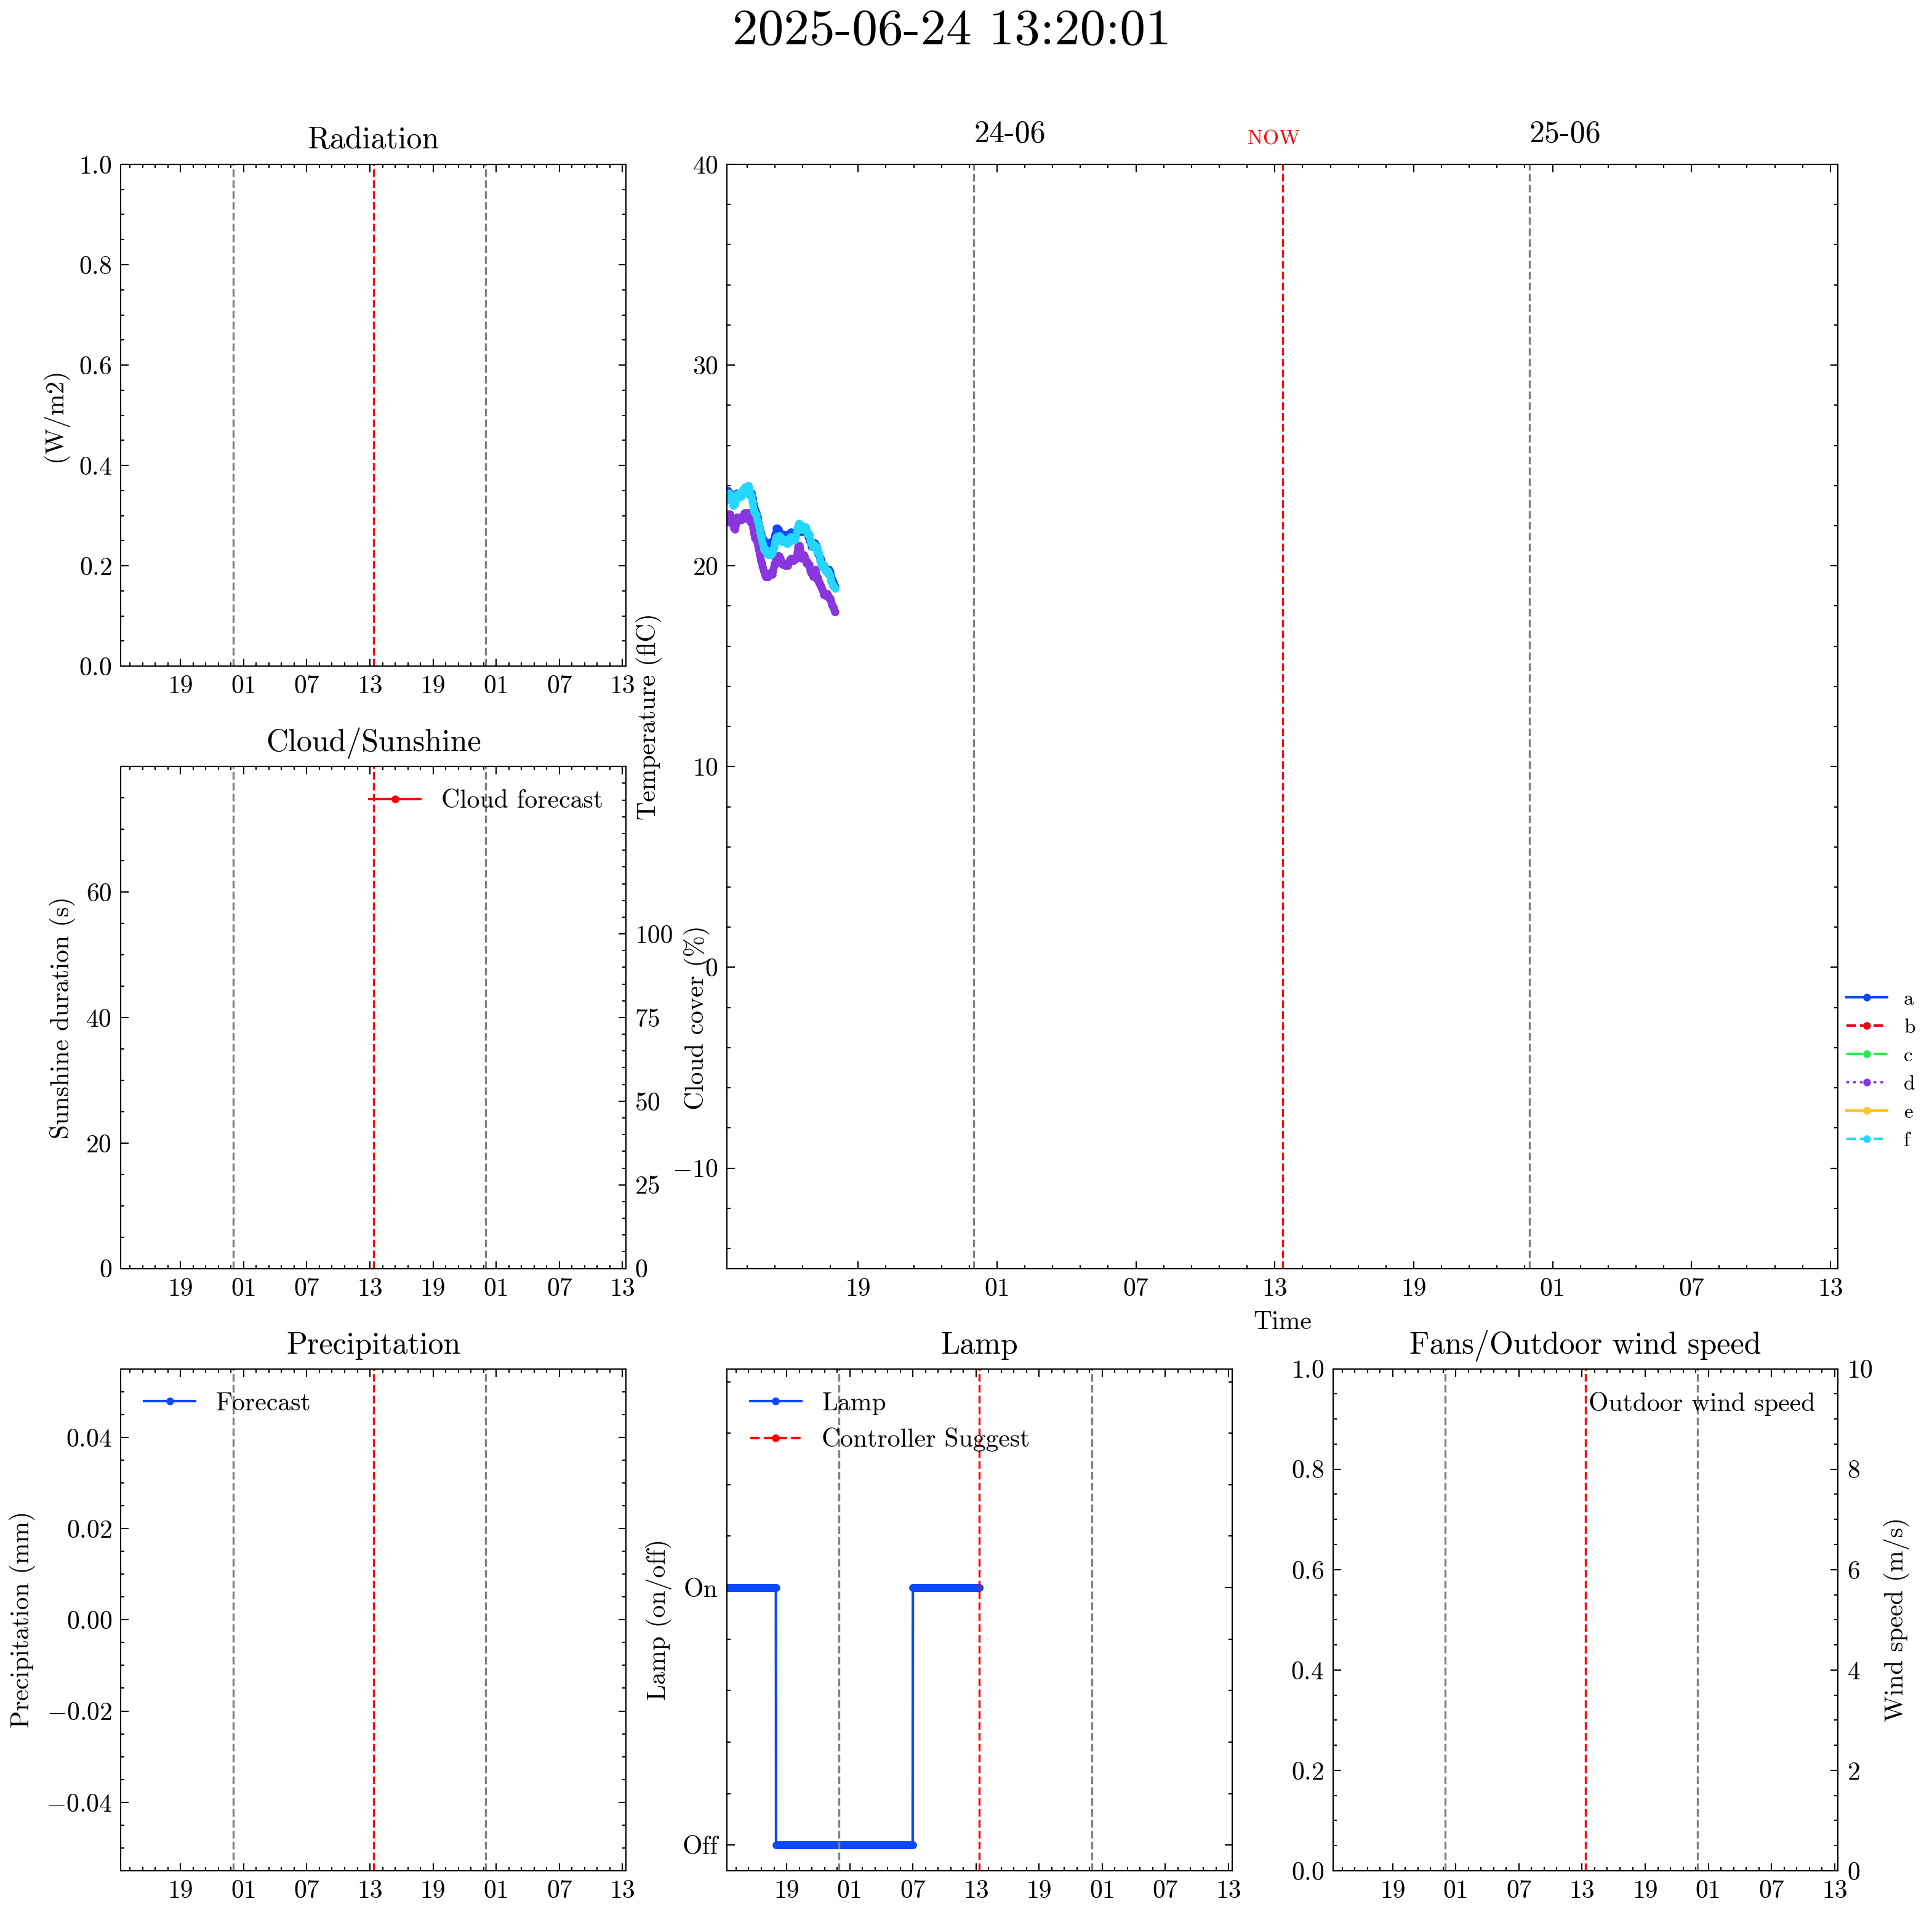 2025-06-24 13:20:01
Radiation
(W/m2)
1.0
0.8
0.6
0.4
0.2
0.0
19 01 07 13 19 01 07 13
24-06
NOW
25-06
Temperature (flC)
40
30
20
10
0
−10
19 01 07 13 19 01 07 13
Time
a
b
c
d
e
f
Cloud/Sunshine
Cloud forecast
Sunshine duration (s)
60
40
20
0
Cloud cover (%)
100
75
50
25
0
19 01 07 13 19 01 07 13
Precipitation
Forecast
Precipitation (mm)
0.04
0.02
0.00
−0.02
−0.04
19 01 07 13 19 01 07 13
Lamp
Lamp
Controller Suggest
Lamp (on/off)
On
Off
19 01 07 13 19 01 07 13
Fans/Outdoor wind speed
Outdoor wind speed
1.0
0.8
0.6
0.4
0.2
0.0
10
8
6
4
2
0
Wind speed (m/s)
19 01 07 13 19 01 07 13